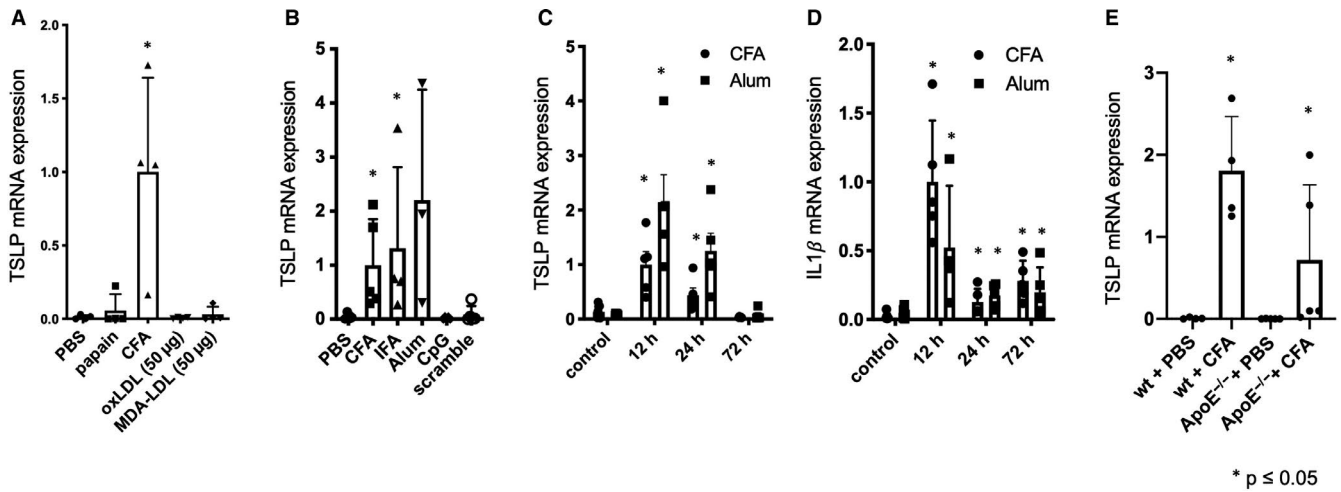 A
TSLP mRNA expression
2.0
1.5
1.0
0.5
0.0
*
PBS
papain
CFA
oxLDL (50 µg)
MDA-LDL (50 µg)
B
TSLP mRNA expression
5
4
3
2
1
0
*
*
PBS
CFA
IFA
Alum
CpG
scramble
C
TSLP mRNA expression
5
4
3
2
1
0
CFA
Alum
*
*
*
*
control
12 h
24 h
72 h
D
IL1β mRNA expression
2.0
1.5
1.0
0.5
0.0
CFA
Alum
*
*
*
*
*
*
control
12 h
24 h
72 h
E
TSLP mRNA expression
3
2
1
0
*
*
wt + PBS
wt + CFA
ApoE⁻/⁻+ PBS
ApoE⁻/⁻+ CFA
* p ≤ 0.05